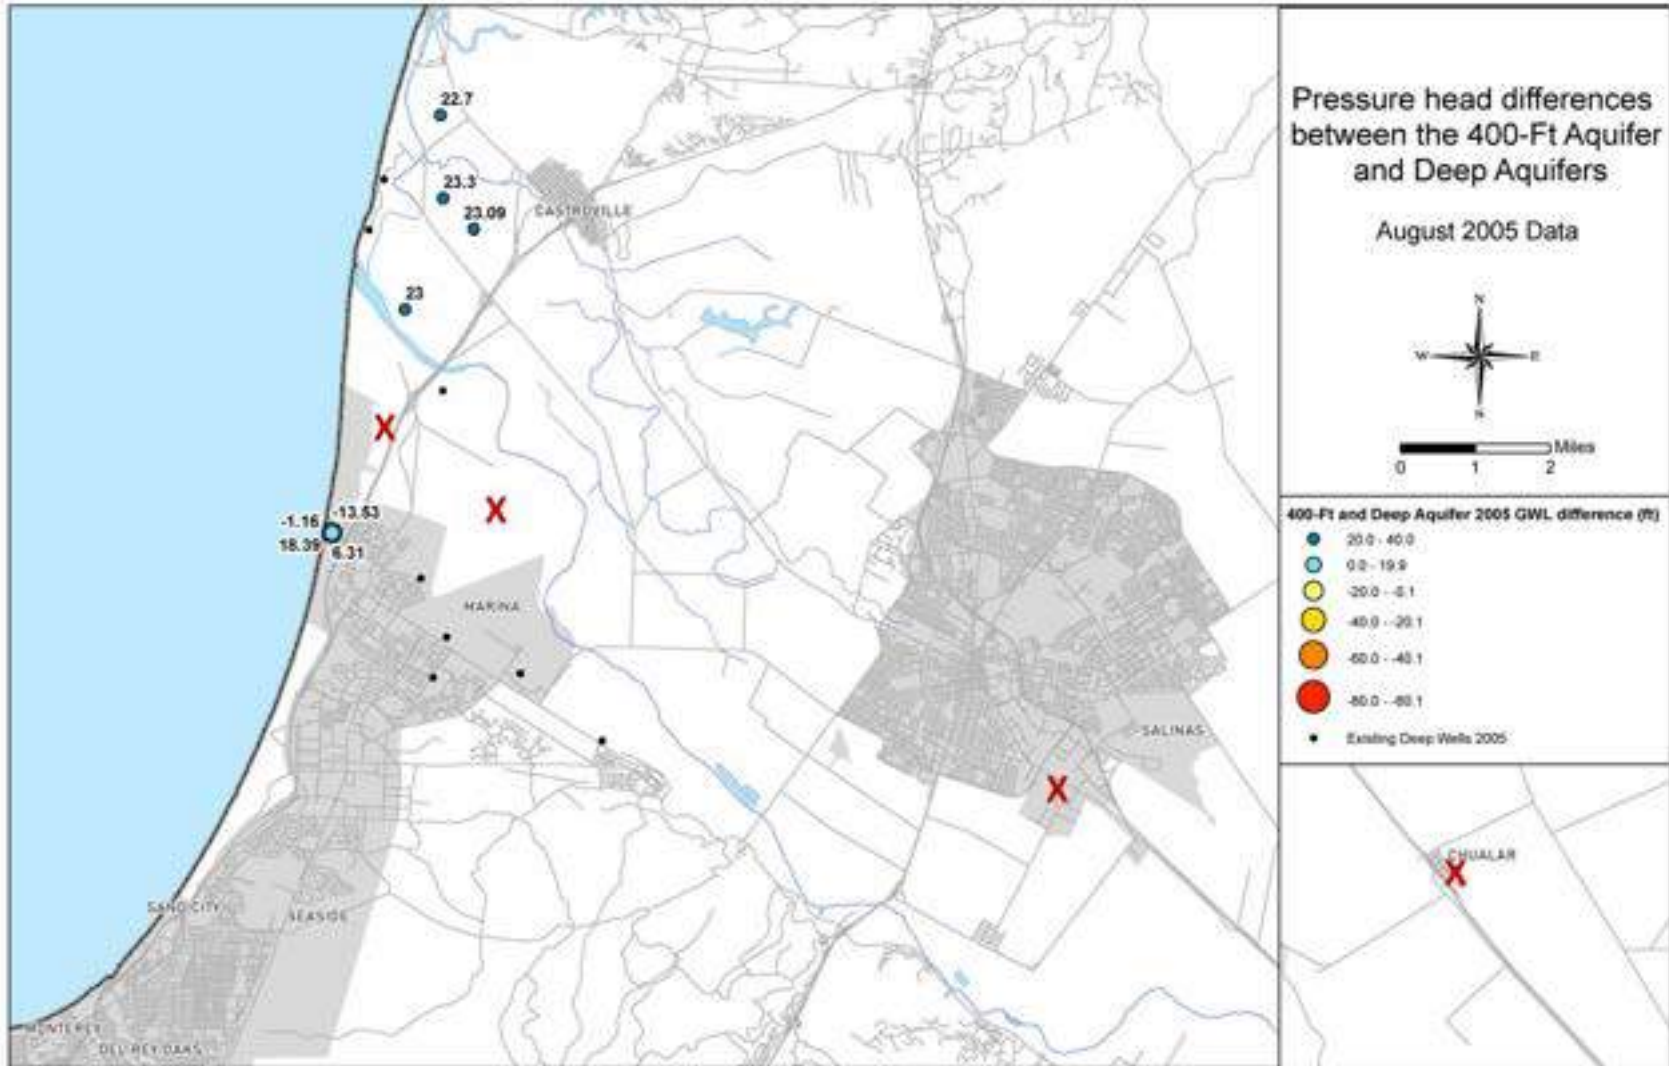 Pressure head differences
between the 400-Ft Aquifer
and Deep Aquifers
August 2005 Data
N
W E
S
Miles
0 1 2
400-Ft and Deep Aquifer 2005 GWL difference (ft)
20.0 - 40.0
0.0 - 19.9
-20.0 - -0.1
-40.0 - -20.1
-60.0 - -40.1
-80.0 - -60.1
Existing Deep Wells 2005
22.7
23.3
23.09
CASTROVILLE
23
X
X
-1.16 -13.53
18.39 6.31
MARINA
SALINAS
X
CHUALAR
X
SAND CITY
SEASIDE
MONTEREY
DEL REY OAKS